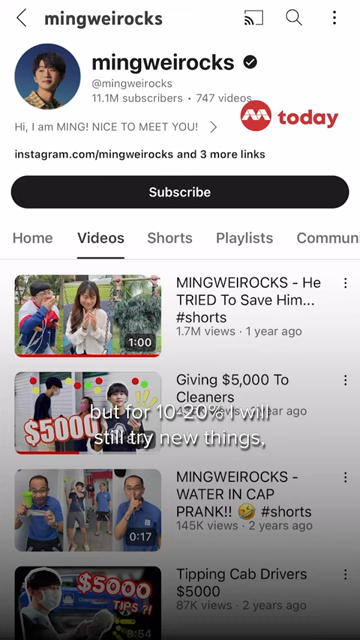 mingweirocks
mingweirocks
@mingweirocks
11.1M subscribers • 747 videos
today
Hi, I am MING! NICE TO MEET YOU!
instagram.com/mingweirocks and 3 more links
Subscribe
Home Videos Shorts Playlists Commun
MINGWEIROCKS - He
TRIED To Save Him...
#shorts
1.7M views · 1 year ago
1:00
Giving $5,000 To
Cleaners
year ago
$5000
but for 10-20% I will
still try new things,
MINGWEIROCKS -
WATER IN CAP
PRANK!! 🤣 #shorts
145K views · 2 years ago
0:17
Tipping Cab Drivers
$5000
87K views · 2 years ago
$5000
TIPS ?!
8:54